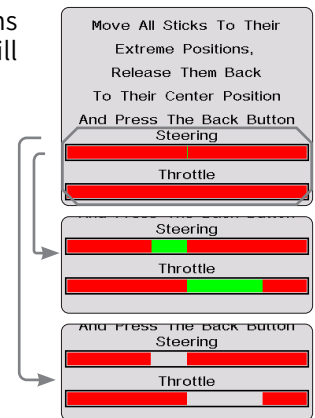 ns
ill
Move All Sticks To Their
Extreme Positions,
Release Them Back
To Their Center Position
And Press The Back Button
Steering
Throttle
And Press The Back Button
Steering
Throttle
And Press The Back Button
Steering
Throttle